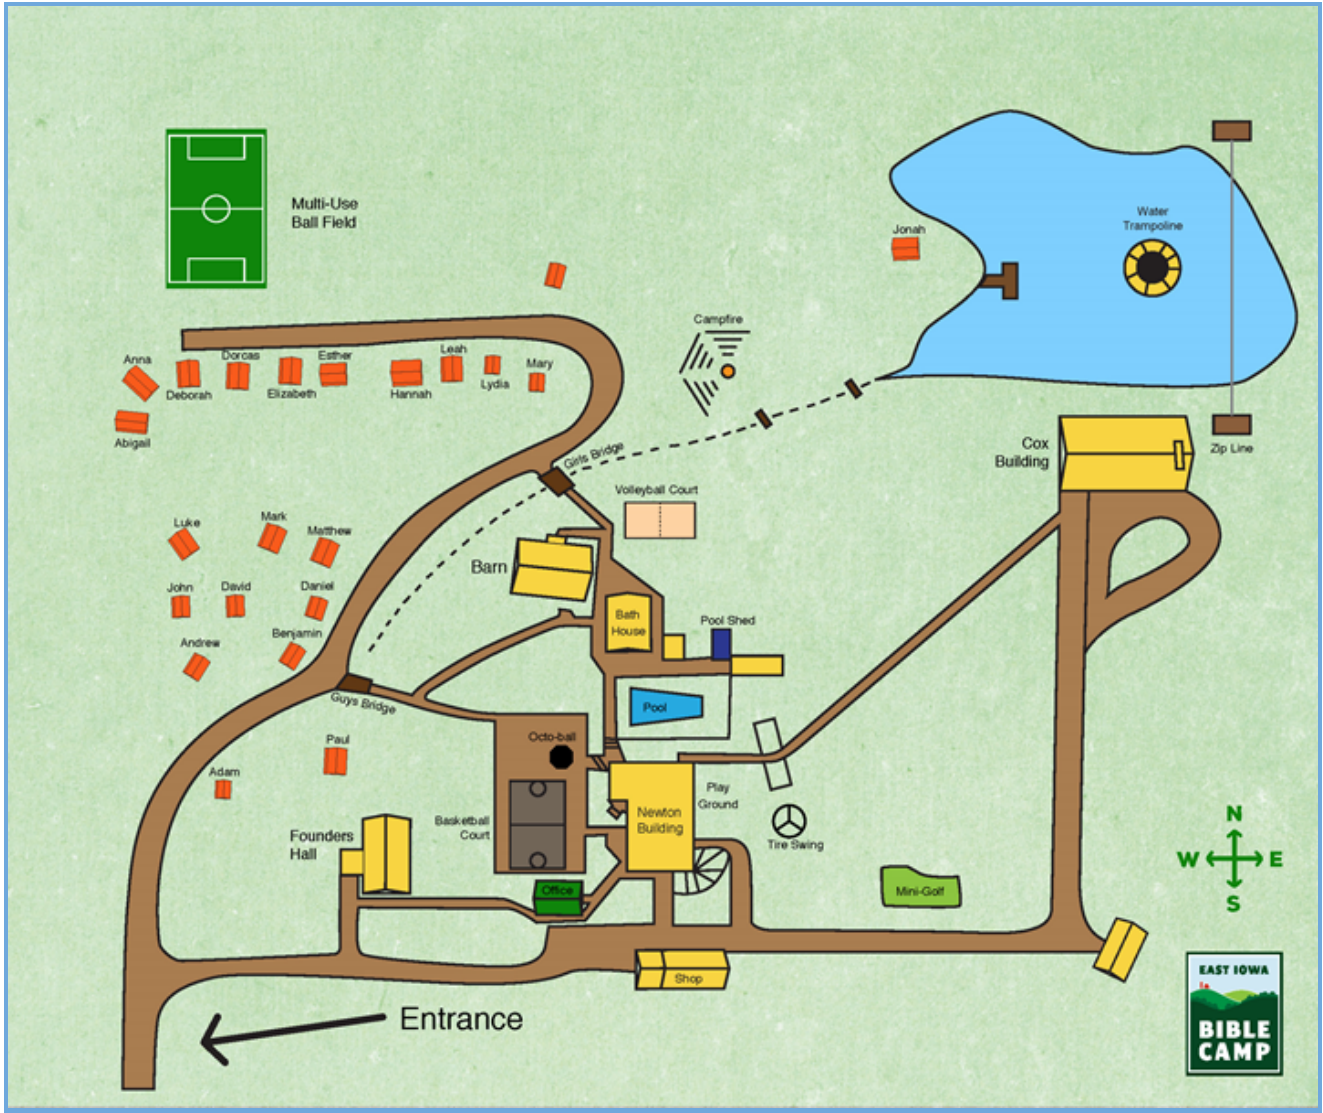 Multi-Use
Ball Field
Water
Trampoline
Jonah
Campfire
Anna
Dorcas
Esther
Leah
Mary
Deborah
Elizabeth
Hannah
Lydia
Abigail
Cox
Building
Zip Line
Girls Bridge
Volleyball Court
Luke
Mark
Matthew
Barn
John
David
Daniel
Bath
House
Pool Shed
Andrew
Benjamin
Guys Bridge
Pool
Paul
Octo-ball
Adam
Play
Ground
Newton
Building
Basketball
Court
Founders
Hall
Tire Swing
N
W
E
S
Office
Mini-Golf
Shop
Entrance
EAST IOWA
BIBLE
CAMP